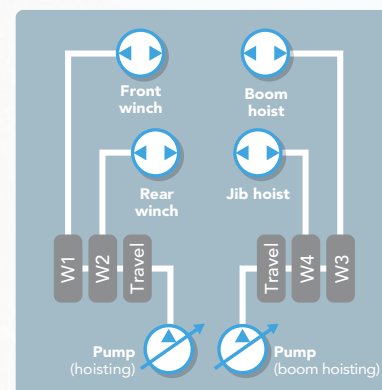 Front
winch
Boom
hoist
Rear
winch
Jib hoist
W1
W2
Travel
Travel
W4
W3
Pump
(hoisting)
Pump
(boom hoisting)